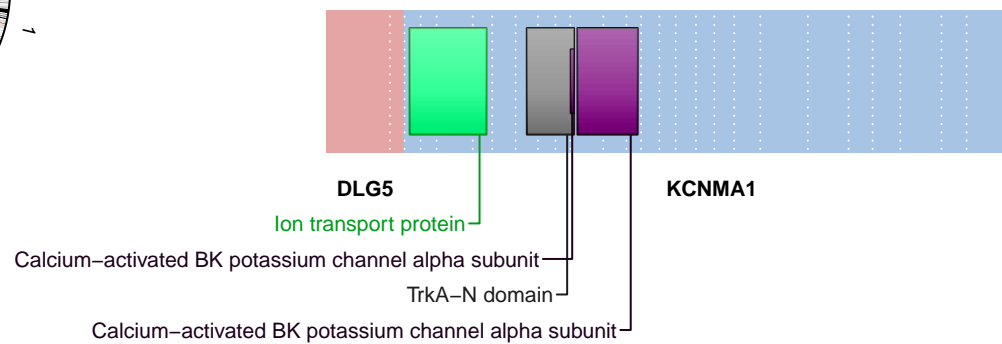 1
DLG5 KCNMA1
Ion transport protein
Calcium−activated BK potassium channel alpha subunit
TrkA−N domain
Calcium−activated BK potassium channel alpha subunit